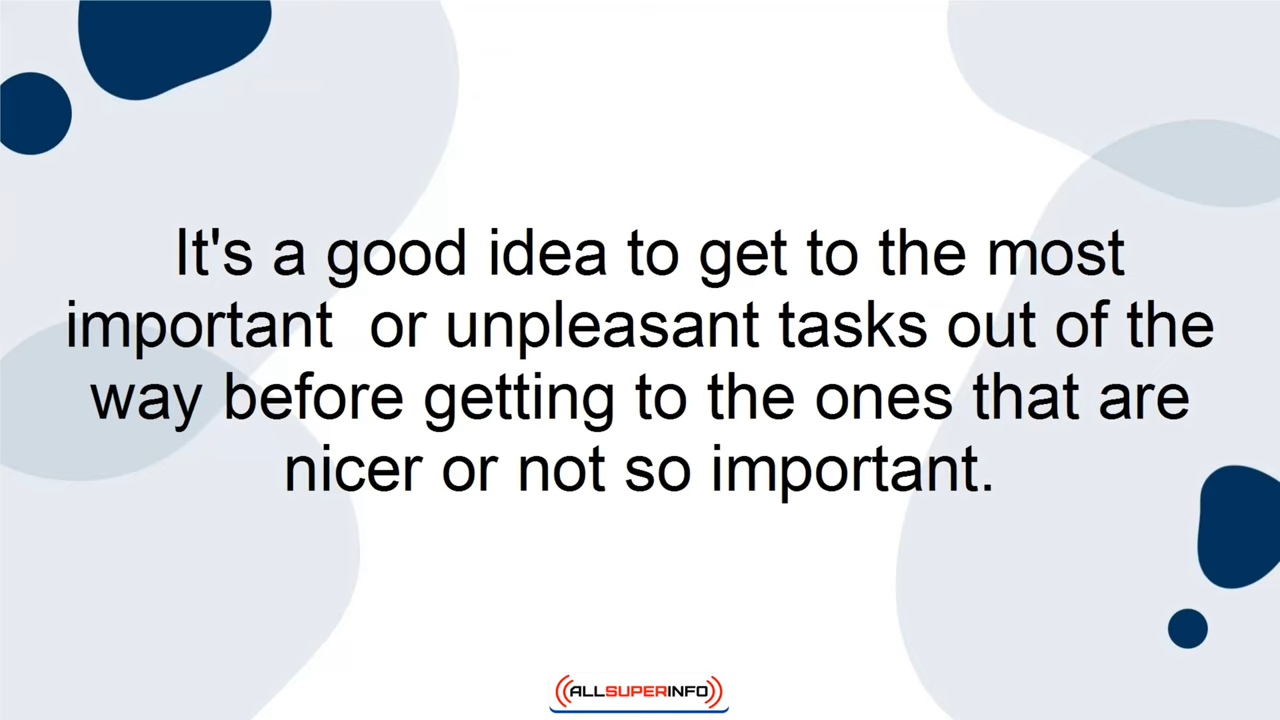 It's a good idea to get to the most
important  or unpleasant tasks out of the
way before getting to the ones that are
nicer or not so important.
ALLSUPERINFO